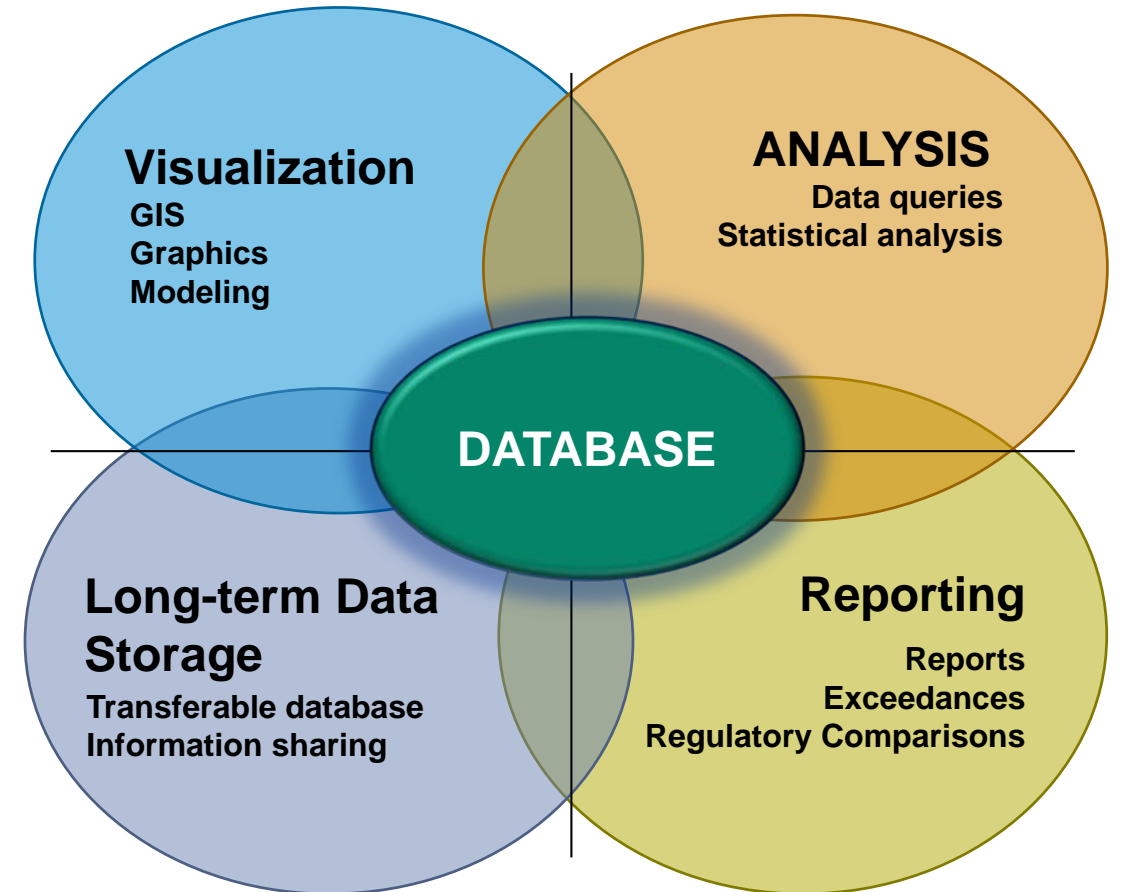 Visualization
GIS
Graphics
Modeling
ANALYSIS
Data queries
Statistical analysis
DATABASE
Long-term Data
Storage
Transferable database
Information sharing
Reporting
Reports
Exceedances
Regulatory Comparisons